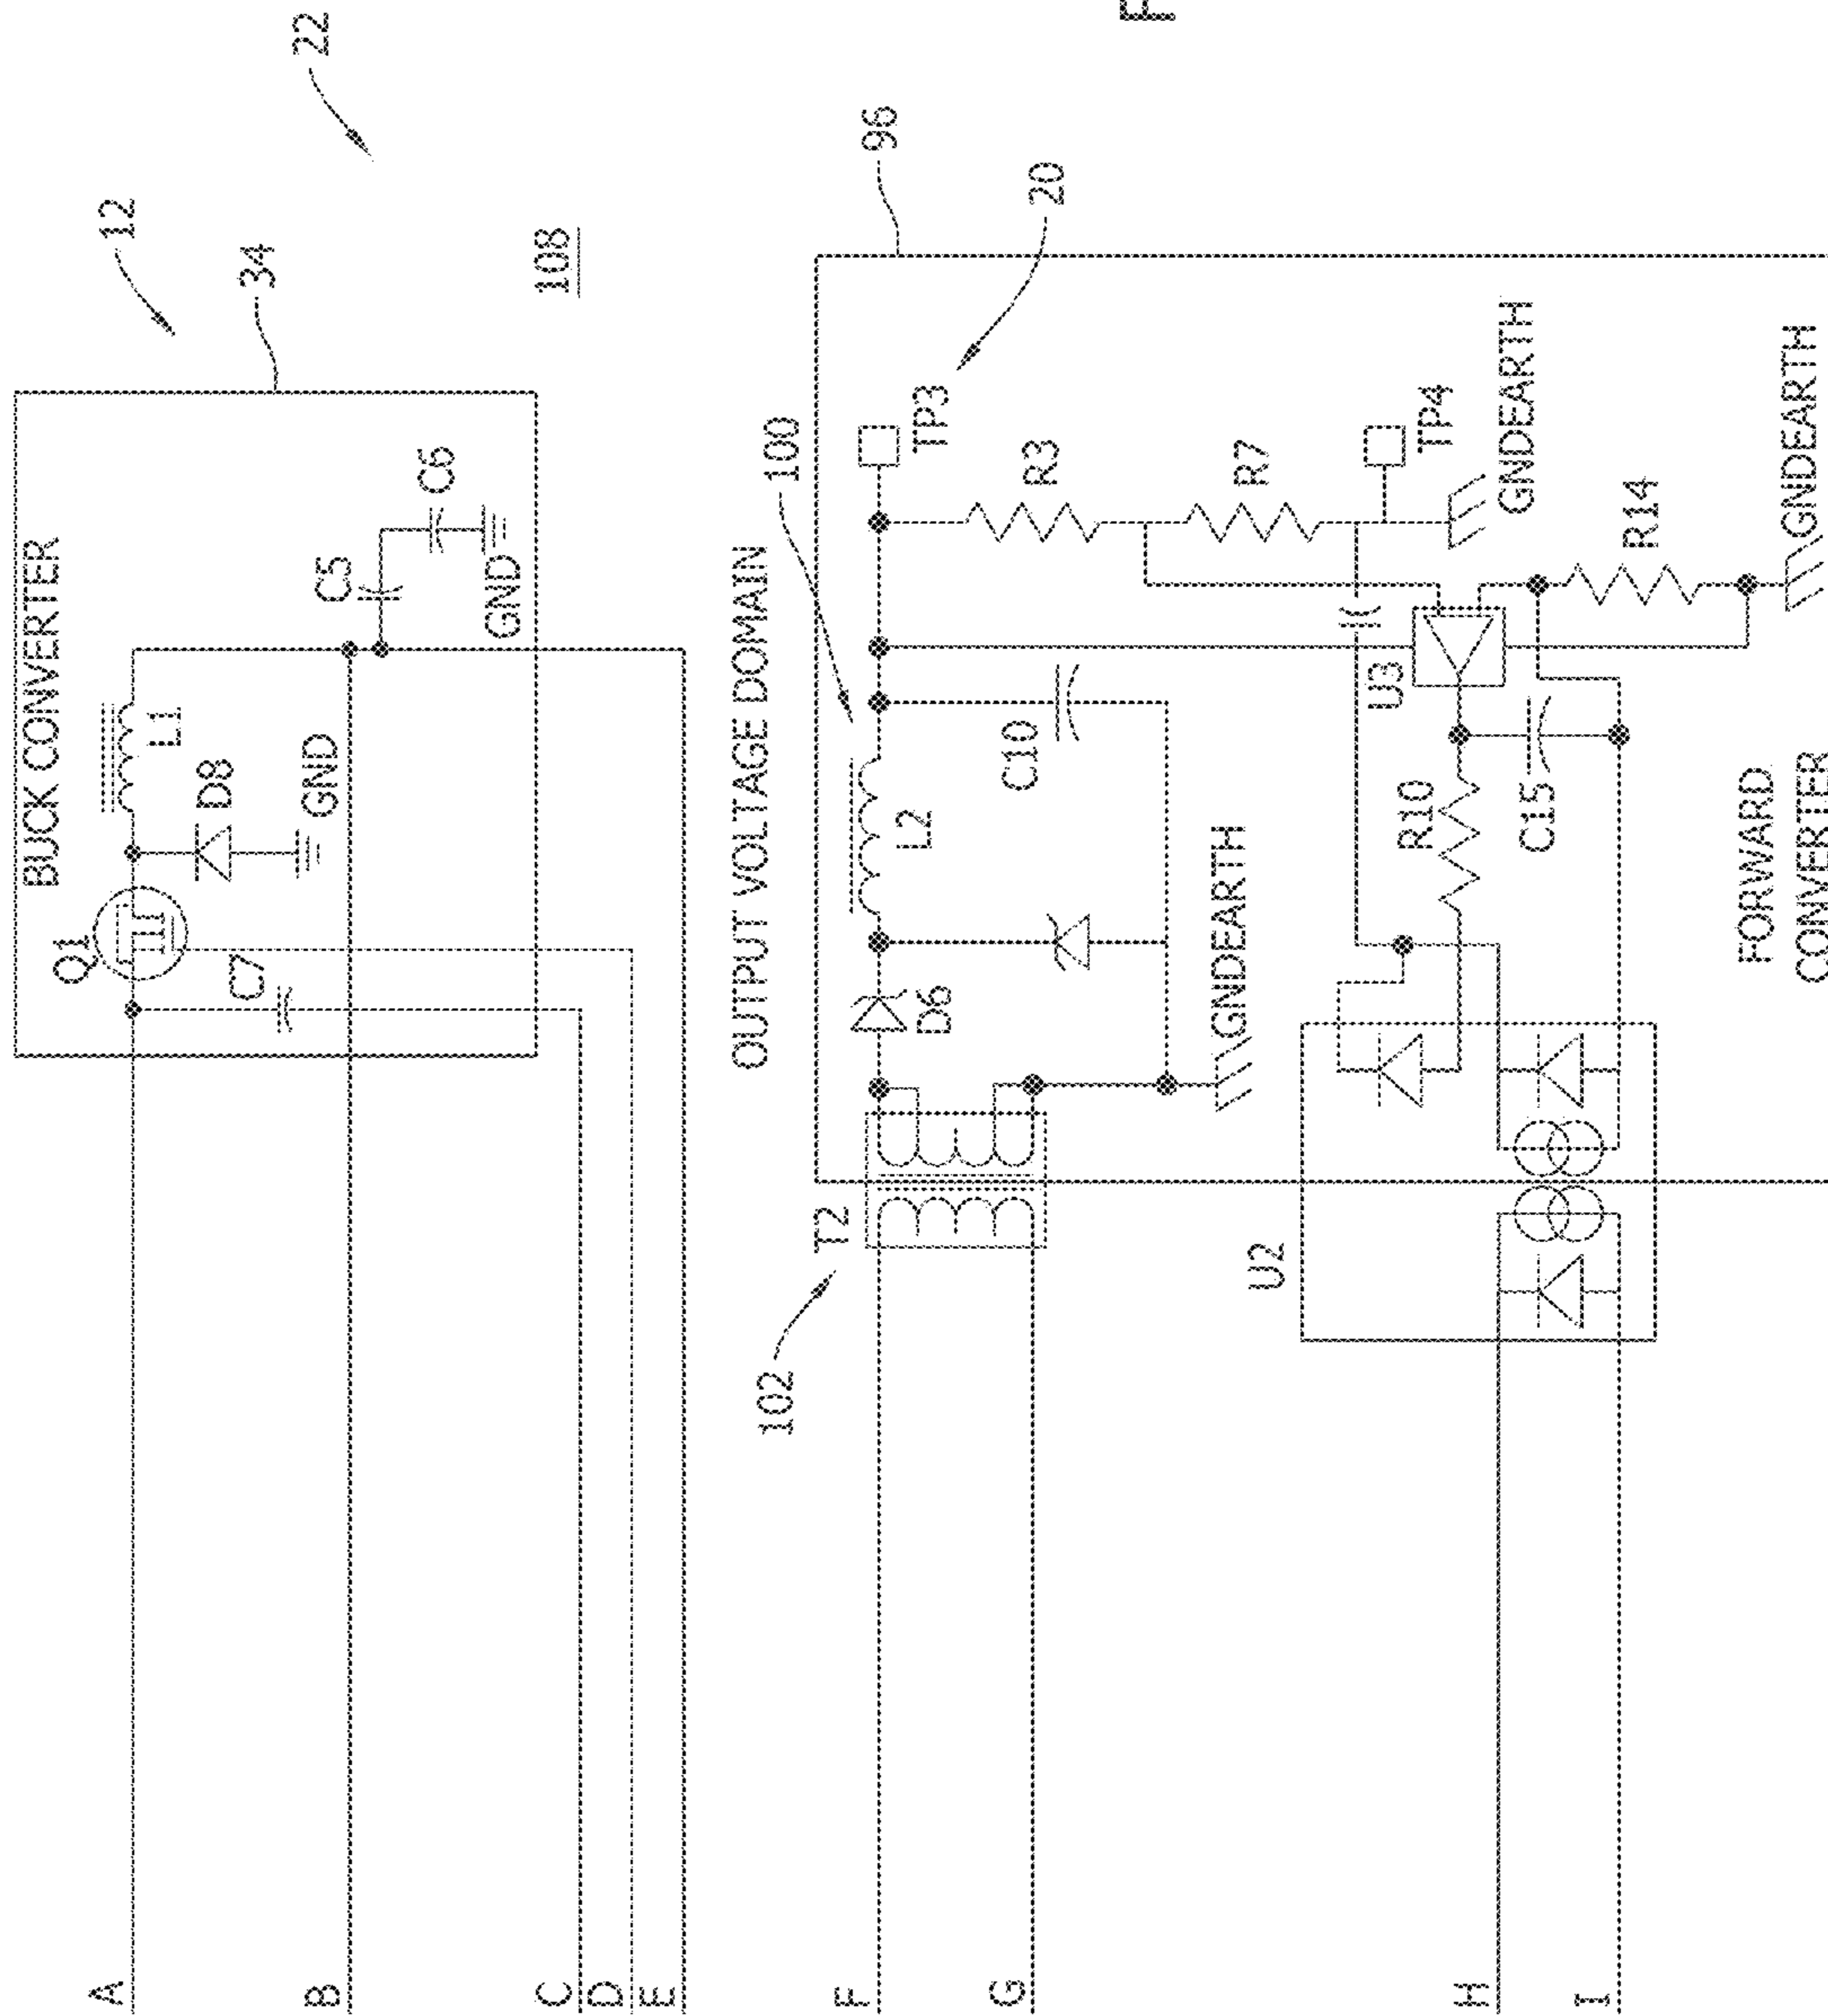 22
12
34
108
BUCK CONVERTER
Q1
L1
D8
GND
C7
C5
C6
GND
A
B
C
D
E
96
20
100
OUTPUT VOLTAGE DOMAIN
TP3
R3
R7
TP4
GNDEARTH
L2
C10
D6
GNDEARTH
T2
102
U3
R10
C15
R14
GNDEARTH
U2
FORWARD
CONVERTER
F
G
H
I
F